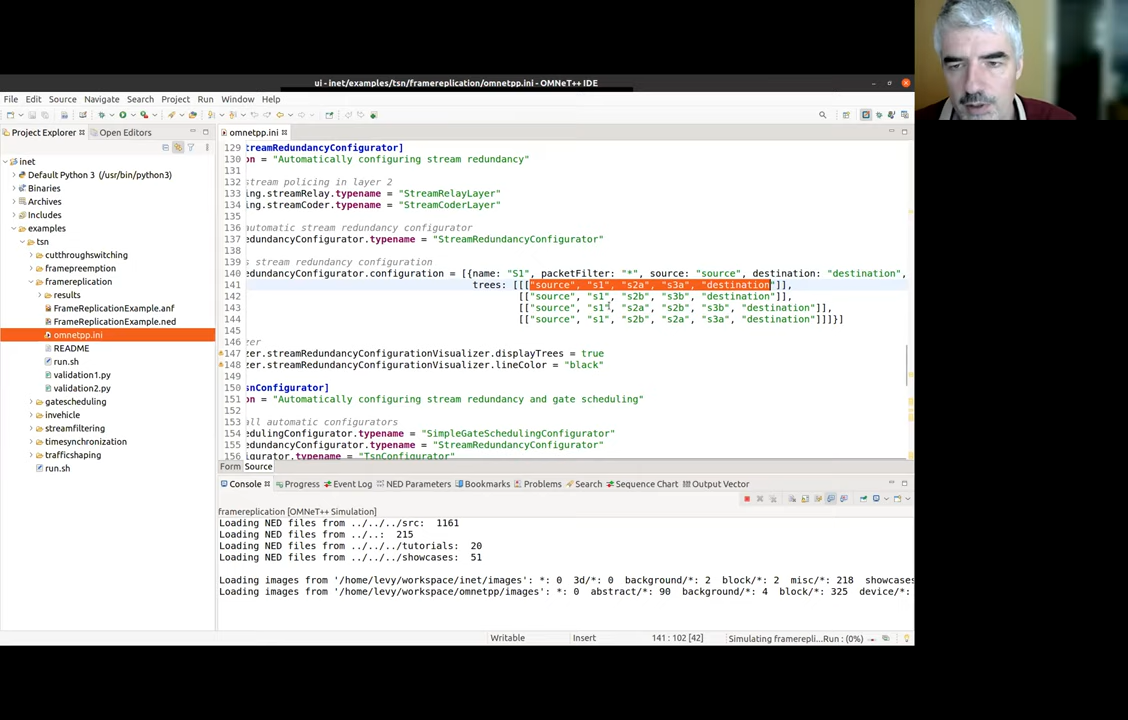 ui - inet/examples/tsn/framereplication/omnetpp.ini - OMNeT++ IDE
File Edit Source Navigate Search Project Run Window Help
Project Explorer Open Editors
inet
Default Python 3 (/usr/bin/python3)
Binaries
Archives
Includes
examples
tsn
cutthroughswitching
framepreemption
framereplication
results
FrameReplicationExample.anf
FrameReplicationExample.ned
omnetpp.ini
README
run.sh
validation1.py
validation2.py
gatescheduling
invehicle
streamfiltering
timesynchronization
trafficshaping
run.sh
omnetpp.ini
129 treamRedundancyConfigurator]
130 on = "Automatically configuring stream redundancy"
131
132 stream policing in layer 2
133 ing.streamRelay.typename = "StreamRelayLayer"
134 ing.streamCoder.typename = "StreamCoderLayer"
135
136 automatic stream redundancy configurator
137 edundancyConfigurator.typename = "StreamRedundancyConfigurator"
138
139 s stream redundancy configuration
140 edundancyConfigurator.configuration = [{name: "S1", packetFilter: "*", source: "source", destination: "destination",
141 trees: [[["source", "s1", "s2a", "s3a", "destination"]],
142 [["source", "s1", "s2b", "s3b", "destination"]],
143 [["source", "s1", "s2a", "s2b", "s3b", "destination"]],
144 [["source", "s1", "s2b", "s2a", "s3a", "destination"]]]}]
145
146 zer
147 zer.streamRedundancyConfigurationVisualizer.displayTrees = true
148 zer.streamRedundancyConfigurationVisualizer.lineColor = "black"
149
150 snConfigurator]
151 on = "Automatically configuring stream redundancy and gate scheduling"
152
153 all automatic configurators
154 edulingConfigurator.typename = "SimpleGateSchedulingConfigurator"
155 edundancyConfigurator.typename = "StreamRedundancyConfigurator"
156 igurator.typename = "TsnConfigurator"
Form Source
Console Progress Event Log NED Parameters Bookmarks Problems Search Sequence Chart Output Vector
framereplication [OMNeT++ Simulation]
Loading NED files from ../../../src: 1161
Loading NED files from ../..: 215
Loading NED files from ../../../tutorials: 20
Loading NED files from ../../../showcases: 51
Loading images from '/home/levy/workspace/inet/images': *: 0 3d/*: 0 background/*: 2 block/*: 2 misc/*: 218 showcases
Loading images from '/home/levy/workspace/omnetpp/images': *: 0 abstract/*: 90 background/*: 4 block/*: 325 device/*:
Writable Insert 141 : 102 [42] Simulating framerepli...Run : (0%)